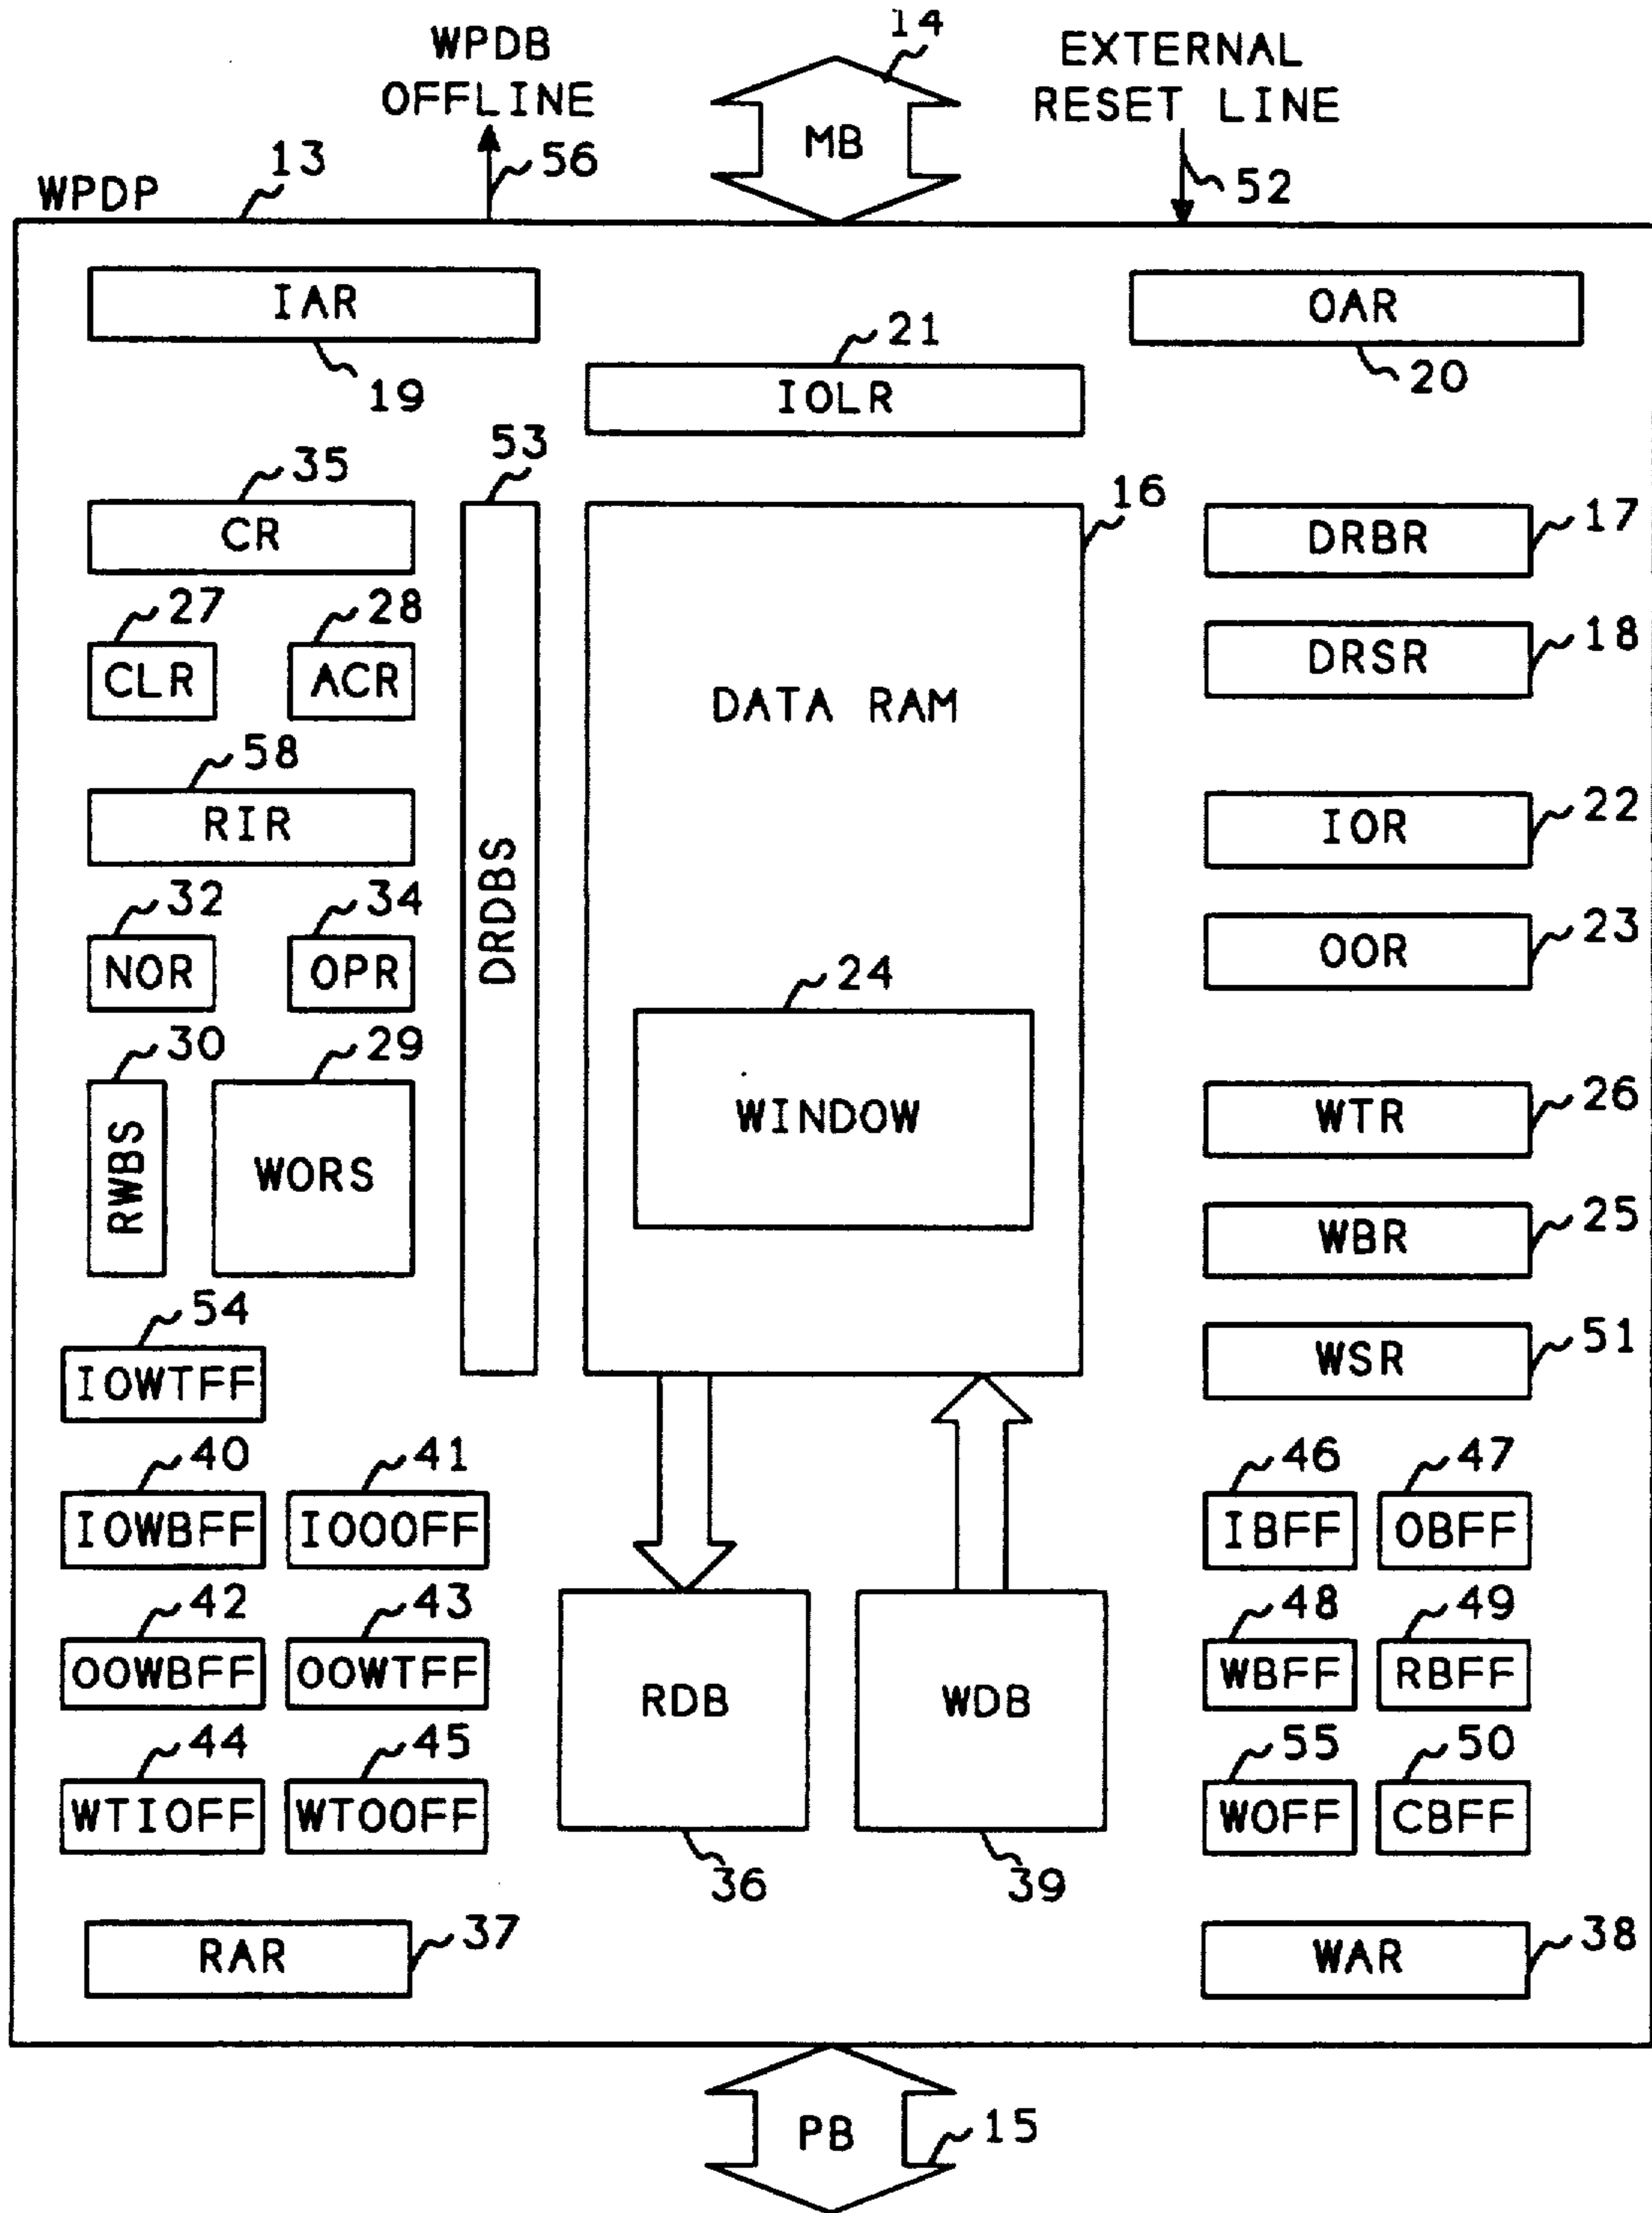 14
WPDB
OFFLINE
EXTERNAL
RESET LINE
MB
56
52
WPDP
13
IAR
19
OAR
20
21
IOLR
35
CR
53
DRDBS
16
DATA RAM
DRBR
17
27
CLR
28
ACR
DRSR
18
58
RIR
IOR
22
32
NOR
34
OPR
OOR
23
24
WINDOW
30
RWBS
29
WORS
WTR
26
WBR
25
54
IOWTFF
WSR
51
40
IOWBFF
41
IOOOFF
46
IBFF
47
OBFF
42
OOWBFF
43
OOWTFF
48
WBFF
49
RBFF
RDB
36
WDB
39
44
WTIOFF
45
WTOOFF
55
WOFF
50
CBFF
RAR
37
WAR
38
PB
15